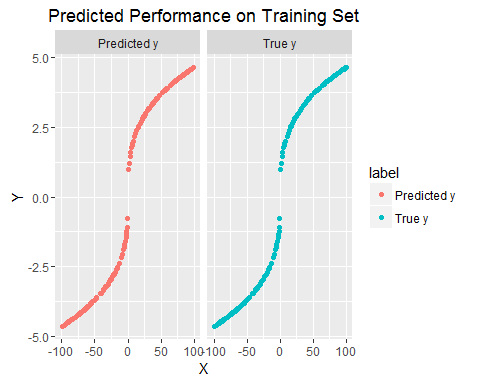 Predicted Performance on Training Set
Predicted y
True y
5.0
2.5
0.0
-2.5
-5.0
Y
-100
-50
0
50
100
-100
-50
0
50
100
X
label
Predicted y
True y